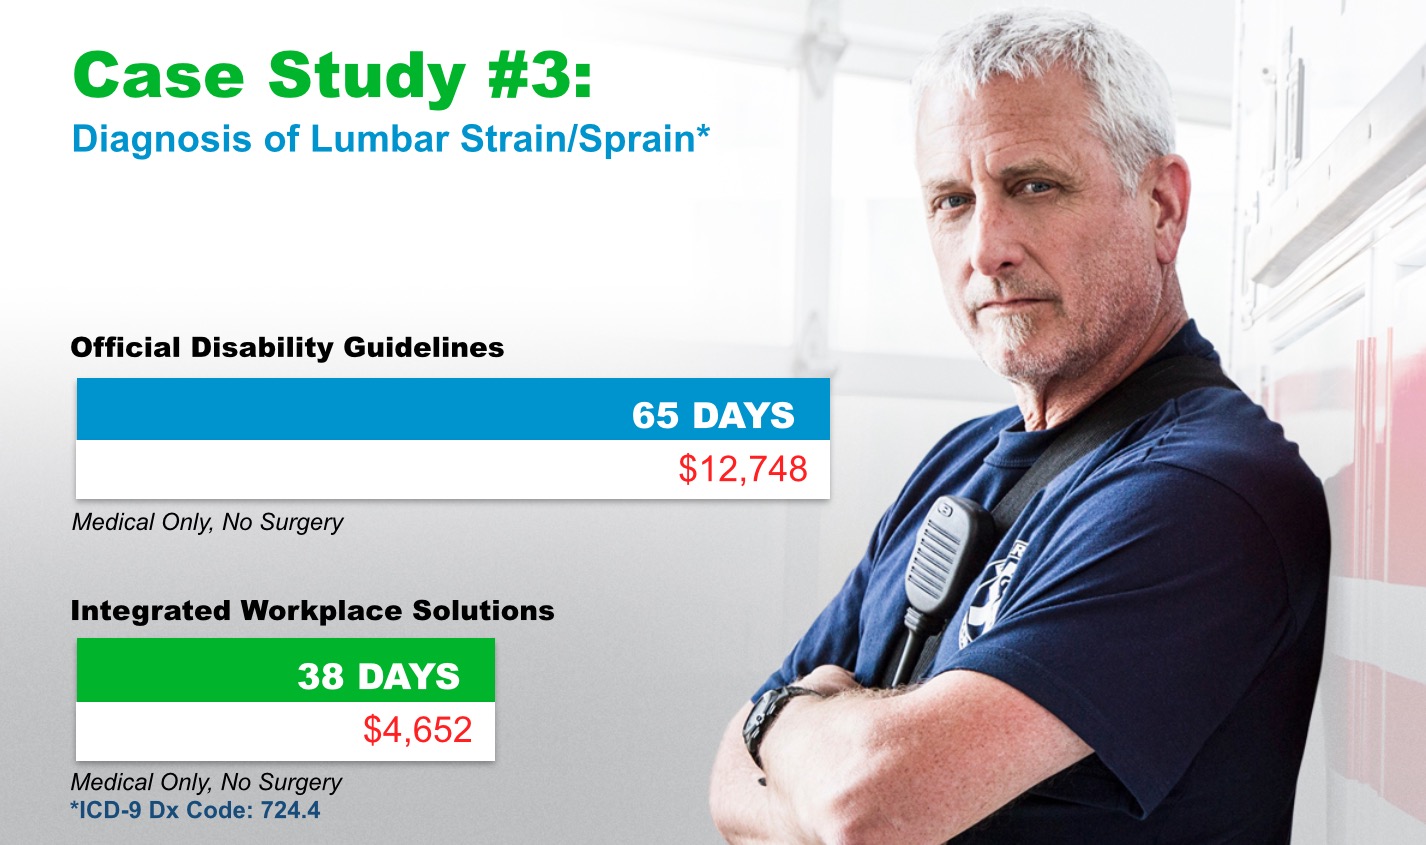 Case Study #3:
Diagnosis of Lumbar Strain/Sprain*
Official Disability Guidelines
65 DAYS
$12,748
Medical Only, No Surgery
Integrated Workplace Solutions
38 DAYS
$4,652
Medical Only, No Surgery
*ICD-9 Dx Code: 724.4